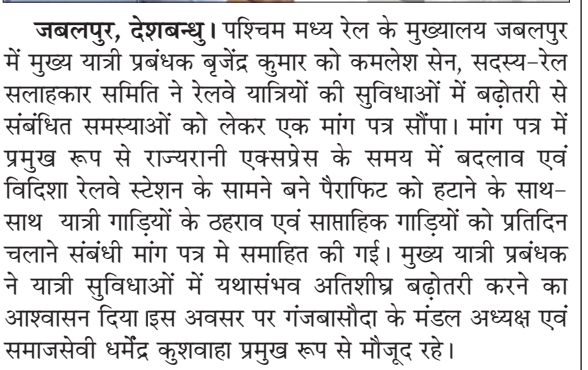 जबलपुर, देशबन्धु। पश्चिम मध्य रेल के मुख्यालय जबलपुर
में मुख्य यात्री प्रबंधक बृजेंद्र कुमार को कमलेश सेन, सदस्य-रेल
सलाहकार समिति ने रेलवे यात्रियों की सुविधाओं में बढ़ोतरी से
संबंधित समस्याओं को लेकर एक मांग पत्र सौंपा। मांग पत्र में
प्रमुख रूप से राज्यरानी एक्सप्रेस के समय में बदलाव एवं
विदिशा रेलवे स्टेशन के सामने बने पैराफिट को हटाने के साथ-
साथ यात्री गाड़ियों के ठहराव एवं साप्ताहिक गाड़ियों को प्रतिदिन
चलाने संबंधी मांग पत्र मे समाहित की गई। मुख्य यात्री प्रबंधक
ने यात्री सुविधाओं में यथासंभव अतिशीघ्र बढ़ोतरी करने का
आश्वासन दिया।इस अवसर पर गंजबासौदा के मंडल अध्यक्ष एवं
समाजसेवी धर्मेंद्र कुशवाहा प्रमुख रूप से मौजूद रहे।